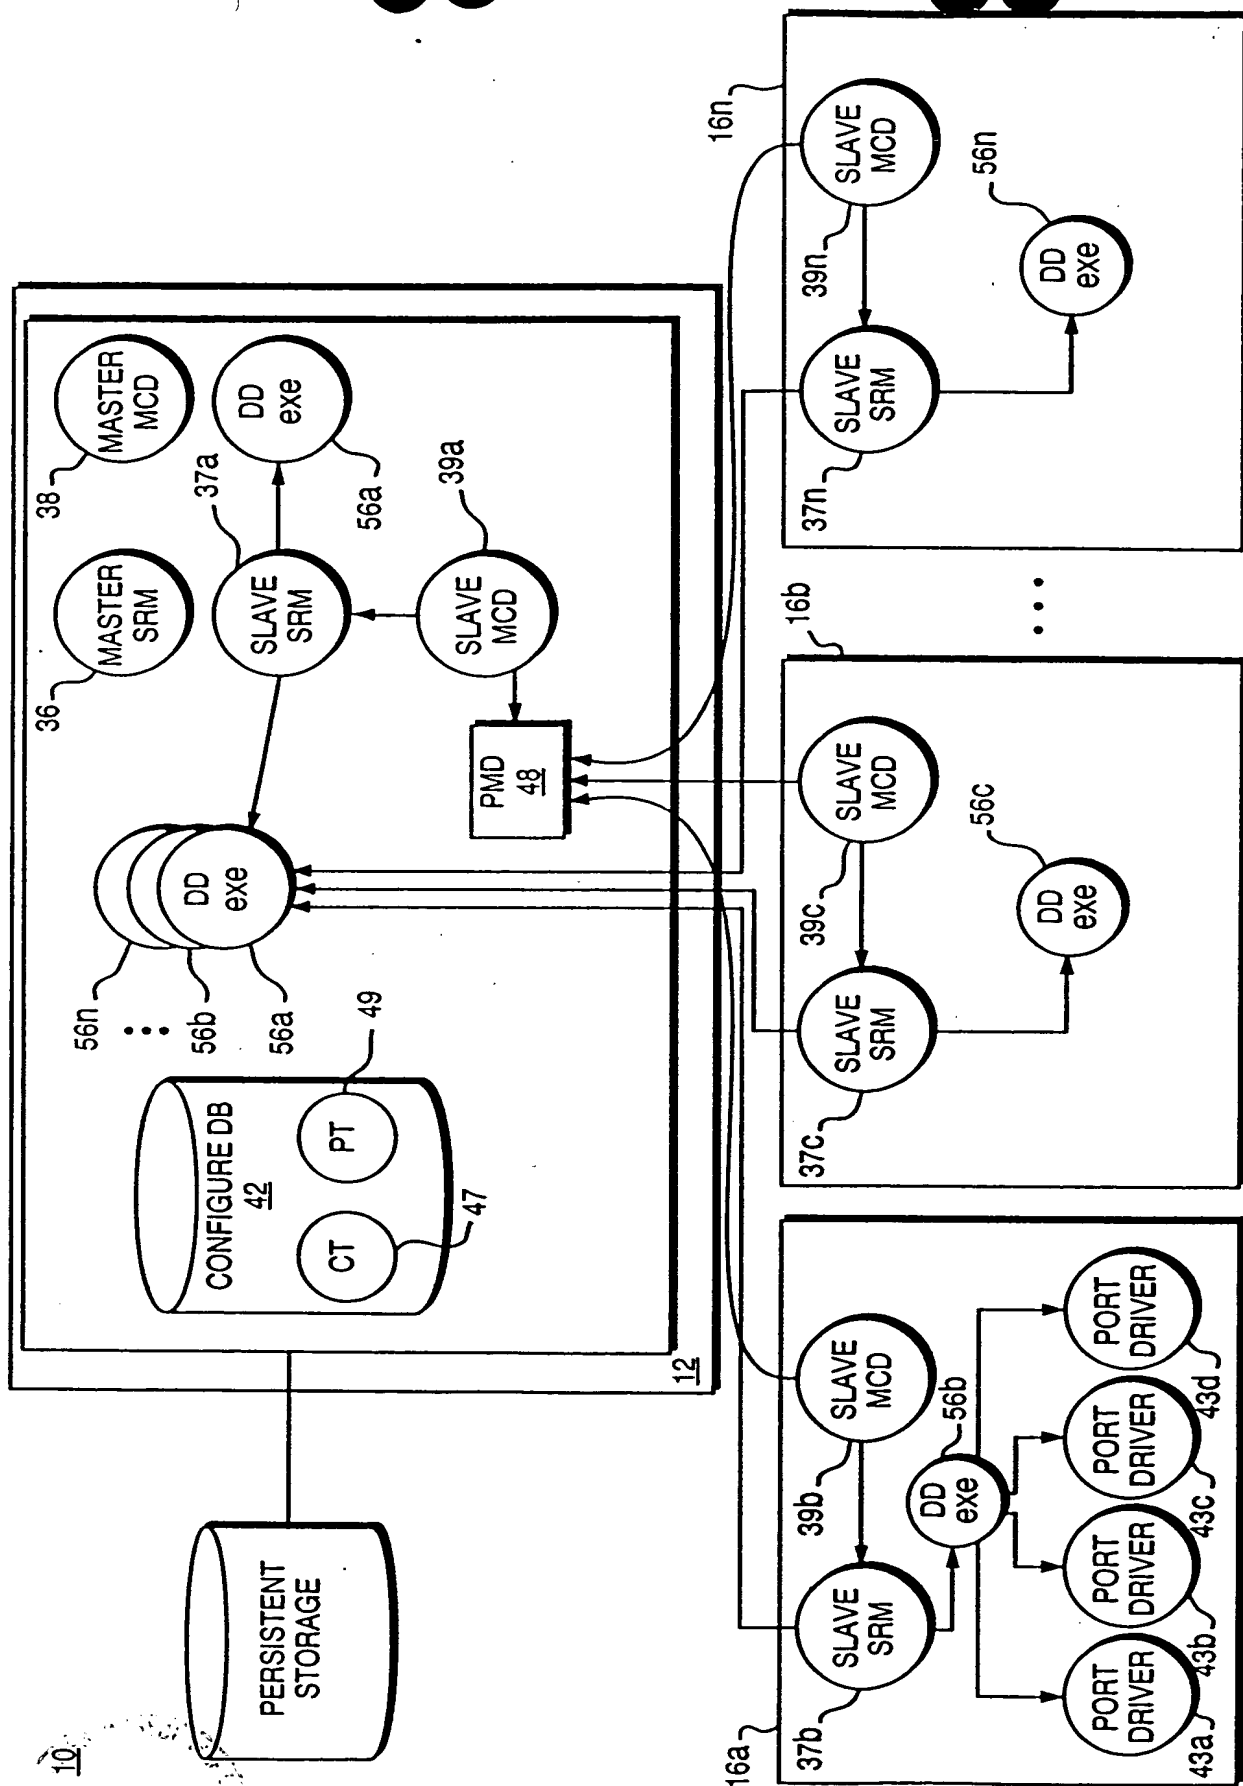 10
PERSISTENT
STORAGE
12
CONFIGURE DB
42
CT
PT
47
49
56n
56b
56a
DD
exe
36
MASTER
SRM
38
MASTER
MCD
37a
SLAVE
SRM
DD
exe
56a
39a
SLAVE
MCD
PMD
48
16a
37b
SLAVE
SRM
39b
SLAVE
MCD
56b
DD
exe
PORT
DRIVER
43a
PORT
DRIVER
43b
PORT
DRIVER
43c
PORT
DRIVER
43d
16b
37c
SLAVE
SRM
39c
SLAVE
MCD
56c
DD
exe
16n
37n
SLAVE
SRM
39n
SLAVE
MCD
56n
DD
exe